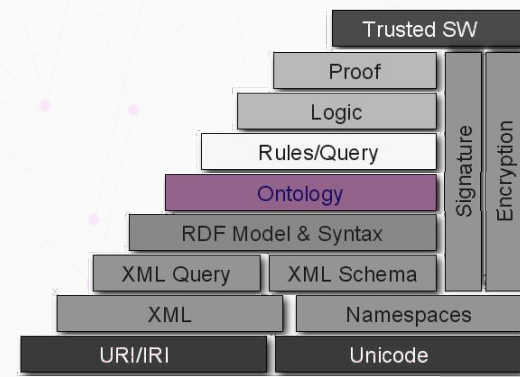 Trusted SW
Proof
Logic
Rules/Query
Ontology
RDF Model & Syntax
XML Query
XML Schema
XML
Namespaces
URI/IRI
Unicode
Signature
Encryption